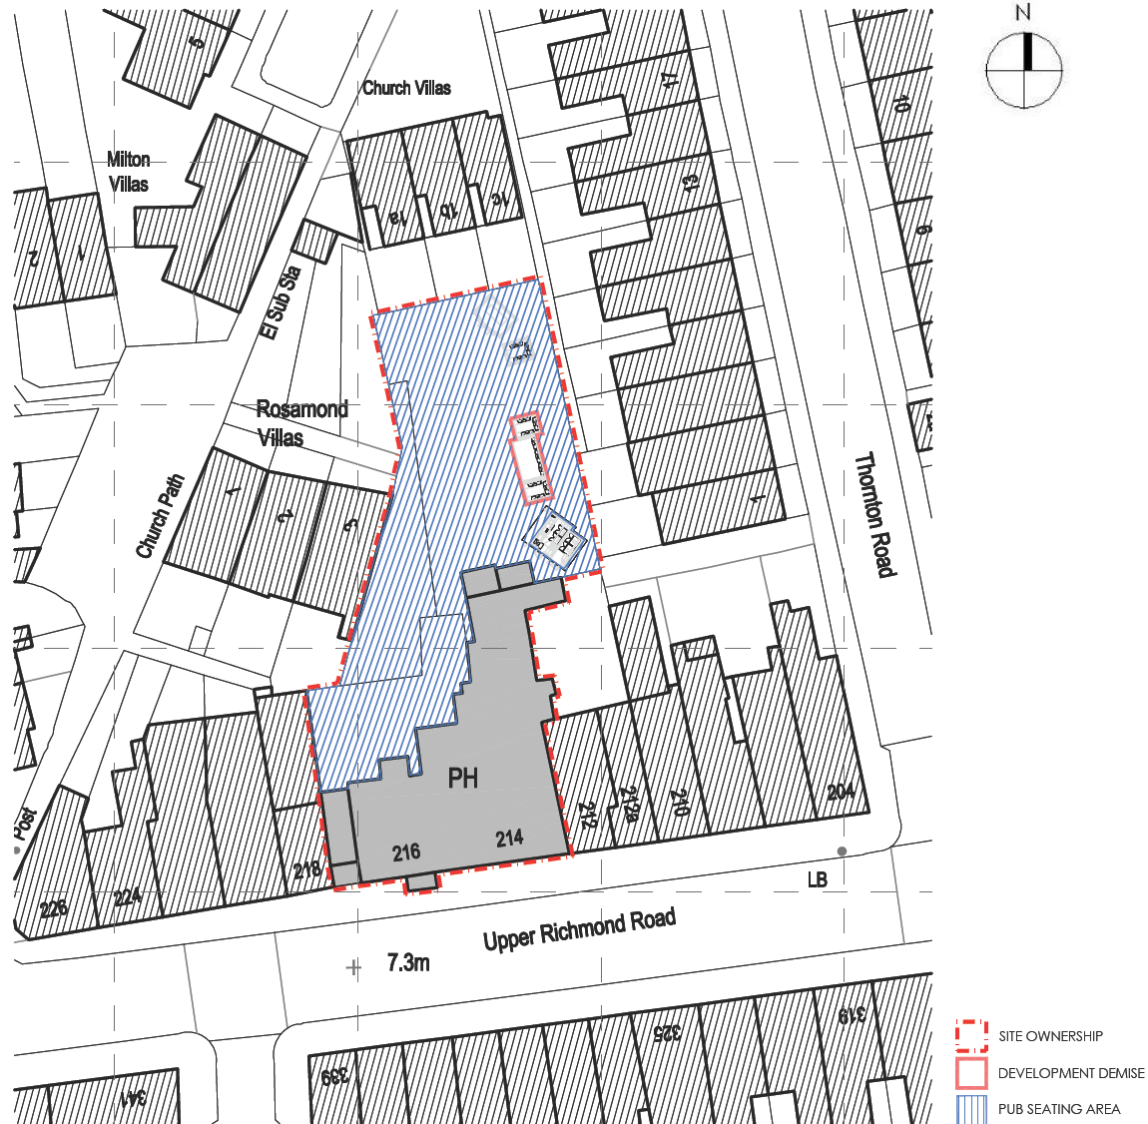 N
5
Church Villas
17
10
Milton
Villas
1a
1b
1c
13
2
1
9
El Sub Sta
Rosamond
Villas
Church Path
1
2
3
1
Thornton Road
PH
216
214
218
212
212a
210
204
Post
226
224
LB
Upper Richmond Road
7.3m
339
325
319
341
SITE OWNERSHIP
DEVELOPMENT DEMISE
PUB SEATING AREA